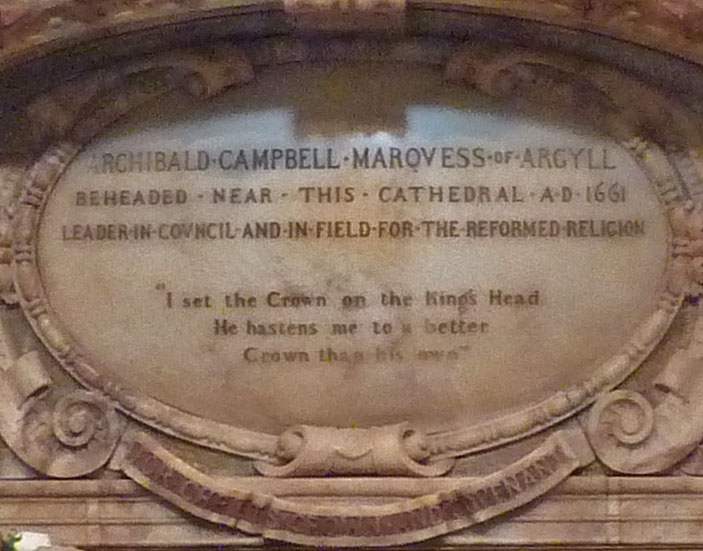 ARCHIBALD·CAMPBELL·MARQVESS·OF·ARGYLL
BEHEADED·NEAR·THIS·CATHEDRAL·A·D·1661
LEADER·IN·COVNCIL·AND·IN·FIELD·FOR·THE·REFORMED·RELIGION
"I set the Crown on the King's Head
He hastens me to a better
Crown than his own"